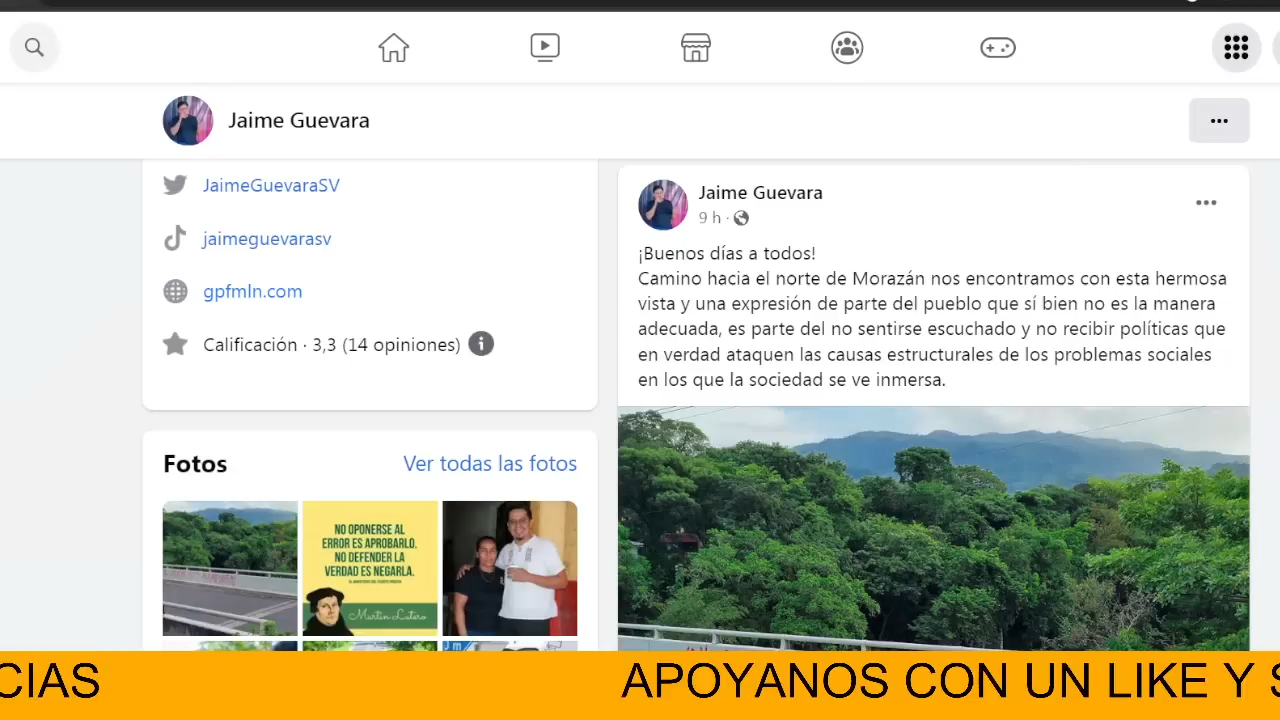 Jaime Guevara
JaimeGuevaraSV
jaimeguevarasv
gpfmln.com
Calificación · 3,3 (14 opiniones)
Fotos
Ver todas las fotos
NO OPONERSE AL
ERROR ES APROBARLO.
NO DEFENDER LA
VERDAD ES NEGARLA.
Martin Lutero
Jaime Guevara
9 h ·
¡Buenos días a todos!
Camino hacia el norte de Morazán nos encontramos con esta hermosa
vista y una expresión de parte del pueblo que sí bien no es la manera
adecuada, es parte del no sentirse escuchado y no recibir políticas que
en verdad ataquen las causas estructurales de los problemas sociales
en los que la sociedad se ve inmersa.
CIAS APOYANOS CON UN LIKE Y S